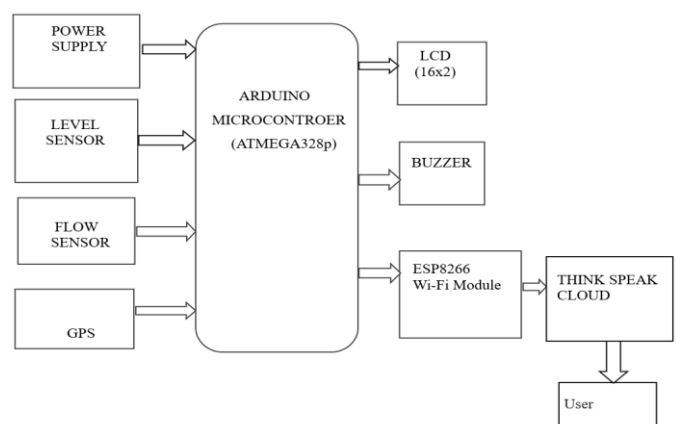 POWER
SUPPLY
LEVEL
SENSOR
FLOW
SENSOR
GPS
ARDUINO
MICROCONTROER
(ATMEGA328p)
LCD
(16x2)
BUZZER
ESP8266
Wi-Fi Module
THINK SPEAK
CLOUD
User